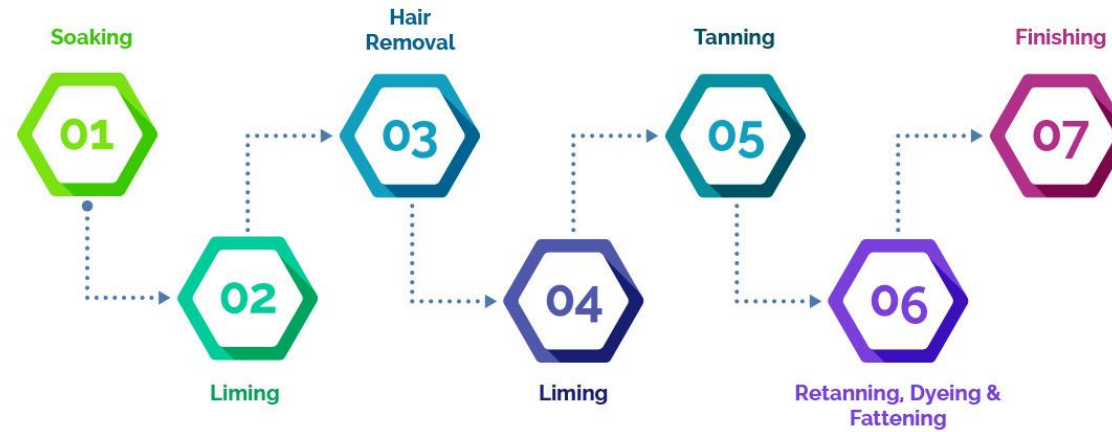 Soaking
01
02
Liming
Hair
Removal
03
04
Liming
Tanning
05
06
Retanning, Dyeing &
Fattening
Finishing
07